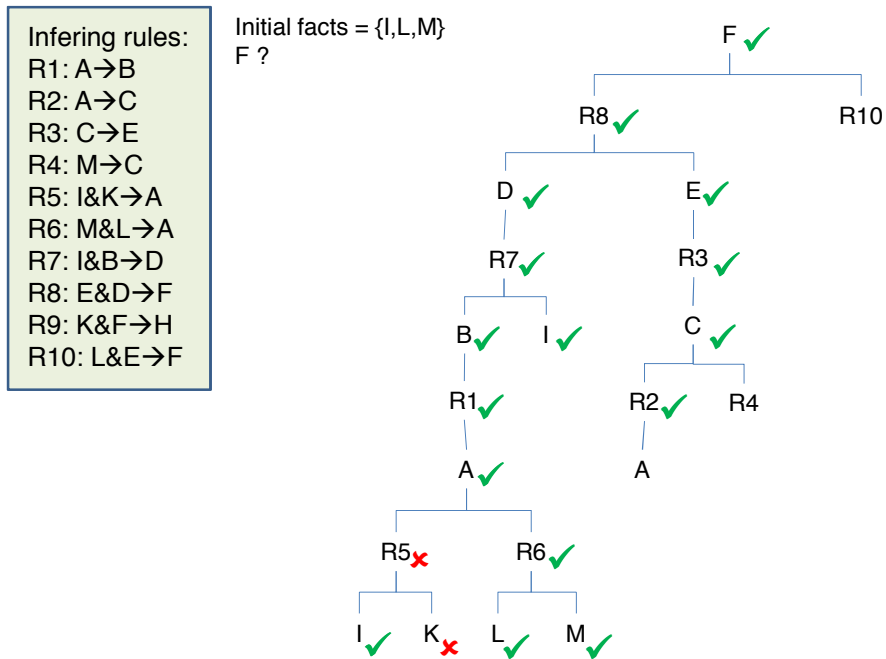 Infering rules:
R1: A→B
R2: A→C
R3: C→E
R4: M→C
R5: I&K→A
R6: M&L→A
R7: I&B→D
R8: E&D→F
R9: K&F→H
R10: L&E→F
Initial facts = {I,L,M}
F ?
F
R8 R10
D E
R7 R3
B I C
R1 R2 R4
A A
R5 R6
I K L M